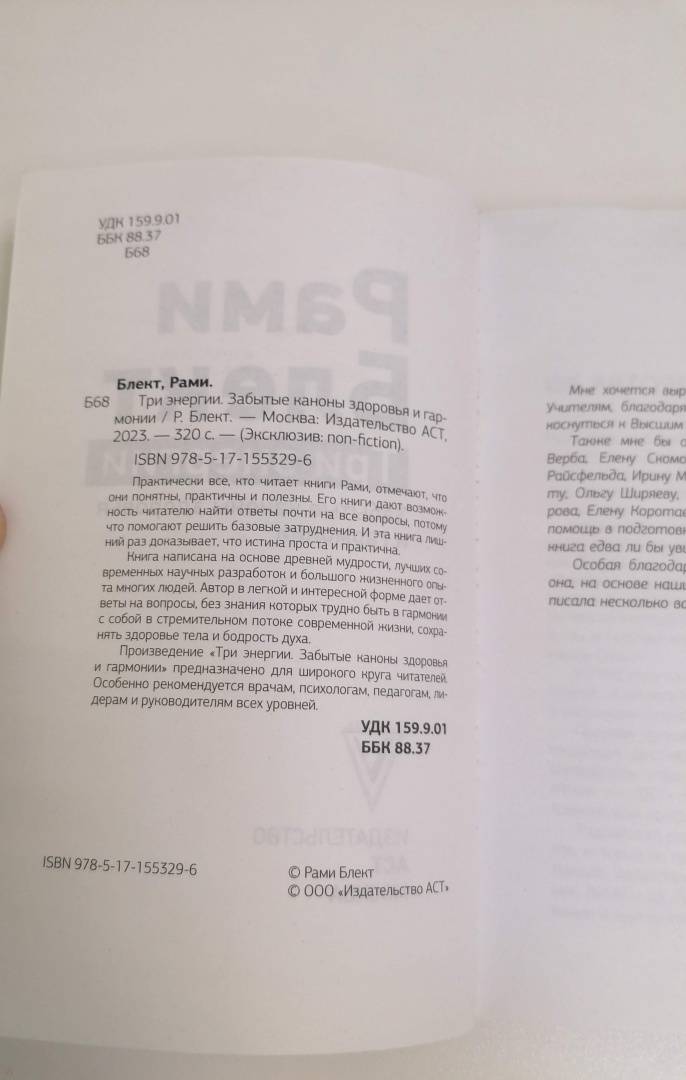 УДК 159.9.01
ББК 88.37
Б68
Блект, Рами.
Б68 Три энергии. Забытые каноны здоровья и гар-
монии / Р. Блект. — Москва: Издательство АСТ,
2023. — 320 с. — (Эксклюзив: non-fiction).
ISBN 978-5-17-155329-6
Практически все, кто читает книги Рами, отмечают, что
они понятны, практичны и полезны. Его книги дают возмож-
ность читателю найти ответы почти на все вопросы, потому
что помогают решить базовые затруднения. И эта книга лиш-
ний раз доказывает, что истина проста и практична.
Книга написана на основе древней мудрости, лучших со-
временных научных разработок и большого жизненного опы-
та многих людей. Автор в легкой и интересной форме дает от-
веты на вопросы, без знания которых трудно быть в гармонии
с собой в стремительном потоке современной жизни, сохра-
нять здоровье тела и бодрость духа.
Произведение «Три энергии. Забытые каноны здоровья
и гармонии» предназначено для широкого круга читателей.
Особенно рекомендуется врачам, психологам, педагогам, ли-
дерам и руководителям всех уровней.
УДК 159.9.01
ББК 88.37
ISBN 978-5-17-155329-6
© Рами Блект
© ООО «Издательство АСТ»
Мне хочется выр
Учителям, благодаря
коснуться к Высшим
Также мне бы
Верба, Елену Скомо
Райсфельда, Ирину М
ту, Ольгу Ширяеву,
рова, Елену Коротае
помощь в подготовн
книга едва ли бы уви
Особая благодар
она, на основе наши
писала несколько во